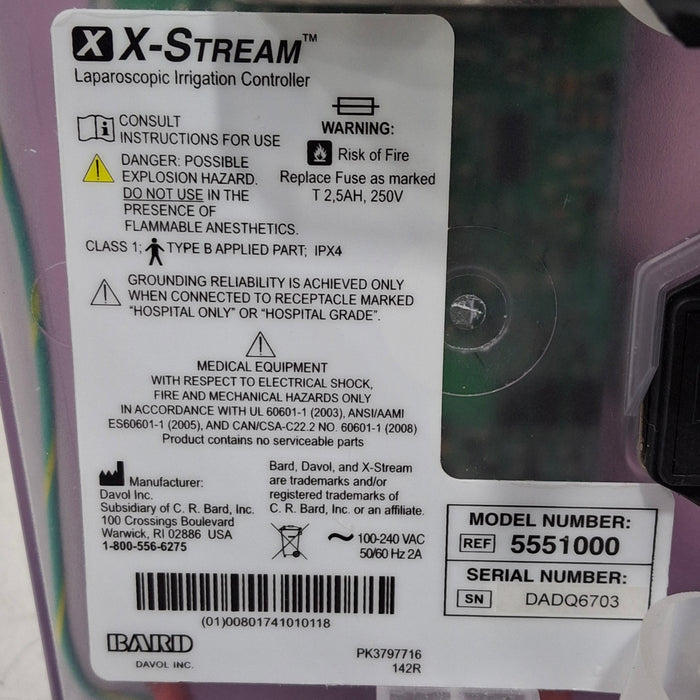 X X-STREAM™
Laparoscopic Irrigation Controller
CONSULT
INSTRUCTIONS FOR USE
DANGER: POSSIBLE
EXPLOSION HAZARD.
DO NOT USE IN THE
PRESENCE OF
FLAMMABLE ANESTHETICS.
WARNING:
Risk of Fire
Replace Fuse as marked
T 2,5AH, 250V
CLASS 1; TYPE B APPLIED PART; IPX4
GROUNDING RELIABILITY IS ACHIEVED ONLY
WHEN CONNECTED TO RECEPTACLE MARKED
“HOSPITAL ONLY” OR “HOSPITAL GRADE”.
MEDICAL EQUIPMENT
WITH RESPECT TO ELECTRICAL SHOCK,
FIRE AND MECHANICAL HAZARDS ONLY
IN ACCORDANCE WITH UL 60601-1 (2003), ANSI/AAMI
ES60601-1 (2005), AND CAN/CSA-C22.2 NO. 60601-1 (2008)
Product contains no serviceable parts
Manufacturer:
Davol Inc.
Subsidiary of C. R. Bard, Inc.
100 Crossings Boulevard
Warwick, RI 02886 USA
1-800-556-6275
Bard, Davol, and X-Stream
are trademarks and/or
registered trademarks of
C. R. Bard, Inc. or an affiliate.
100-240 VAC
50/60 Hz 2A
(01)00801741010118
BARD
DAVOL INC.
PK3797716
142R
MODEL NUMBER:
REF 5551000
SERIAL NUMBER:
SN DADQ6703